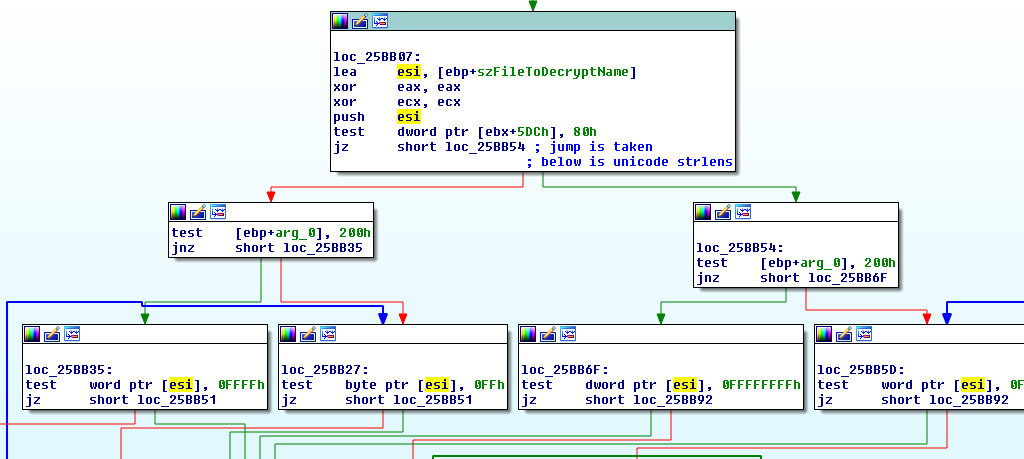 loc_25BB07:
lea esi, [ebp+szFileToDecryptName]
xor eax, eax
xor ecx, ecx
push esi
test dword ptr [ebx+5DCh], 80h
jz short loc_25BB54 ; jump is taken
; below is unicode strlens
test [ebp+arg_0], 200h
jnz short loc_25BB35
loc_25BB54:
test [ebp+arg_0], 200h
jnz short loc_25BB6F
loc_25BB35:
test word ptr [esi], 0FFFFh
jz short loc_25BB51
loc_25BB27:
test byte ptr [esi], 0FFh
jz short loc_25BB51
loc_25BB6F:
test dword ptr [esi], 0FFFFFFFFh
jz short loc_25BB92
loc_25BB5D:
test word ptr [esi], 0F
jz short loc_25BB92